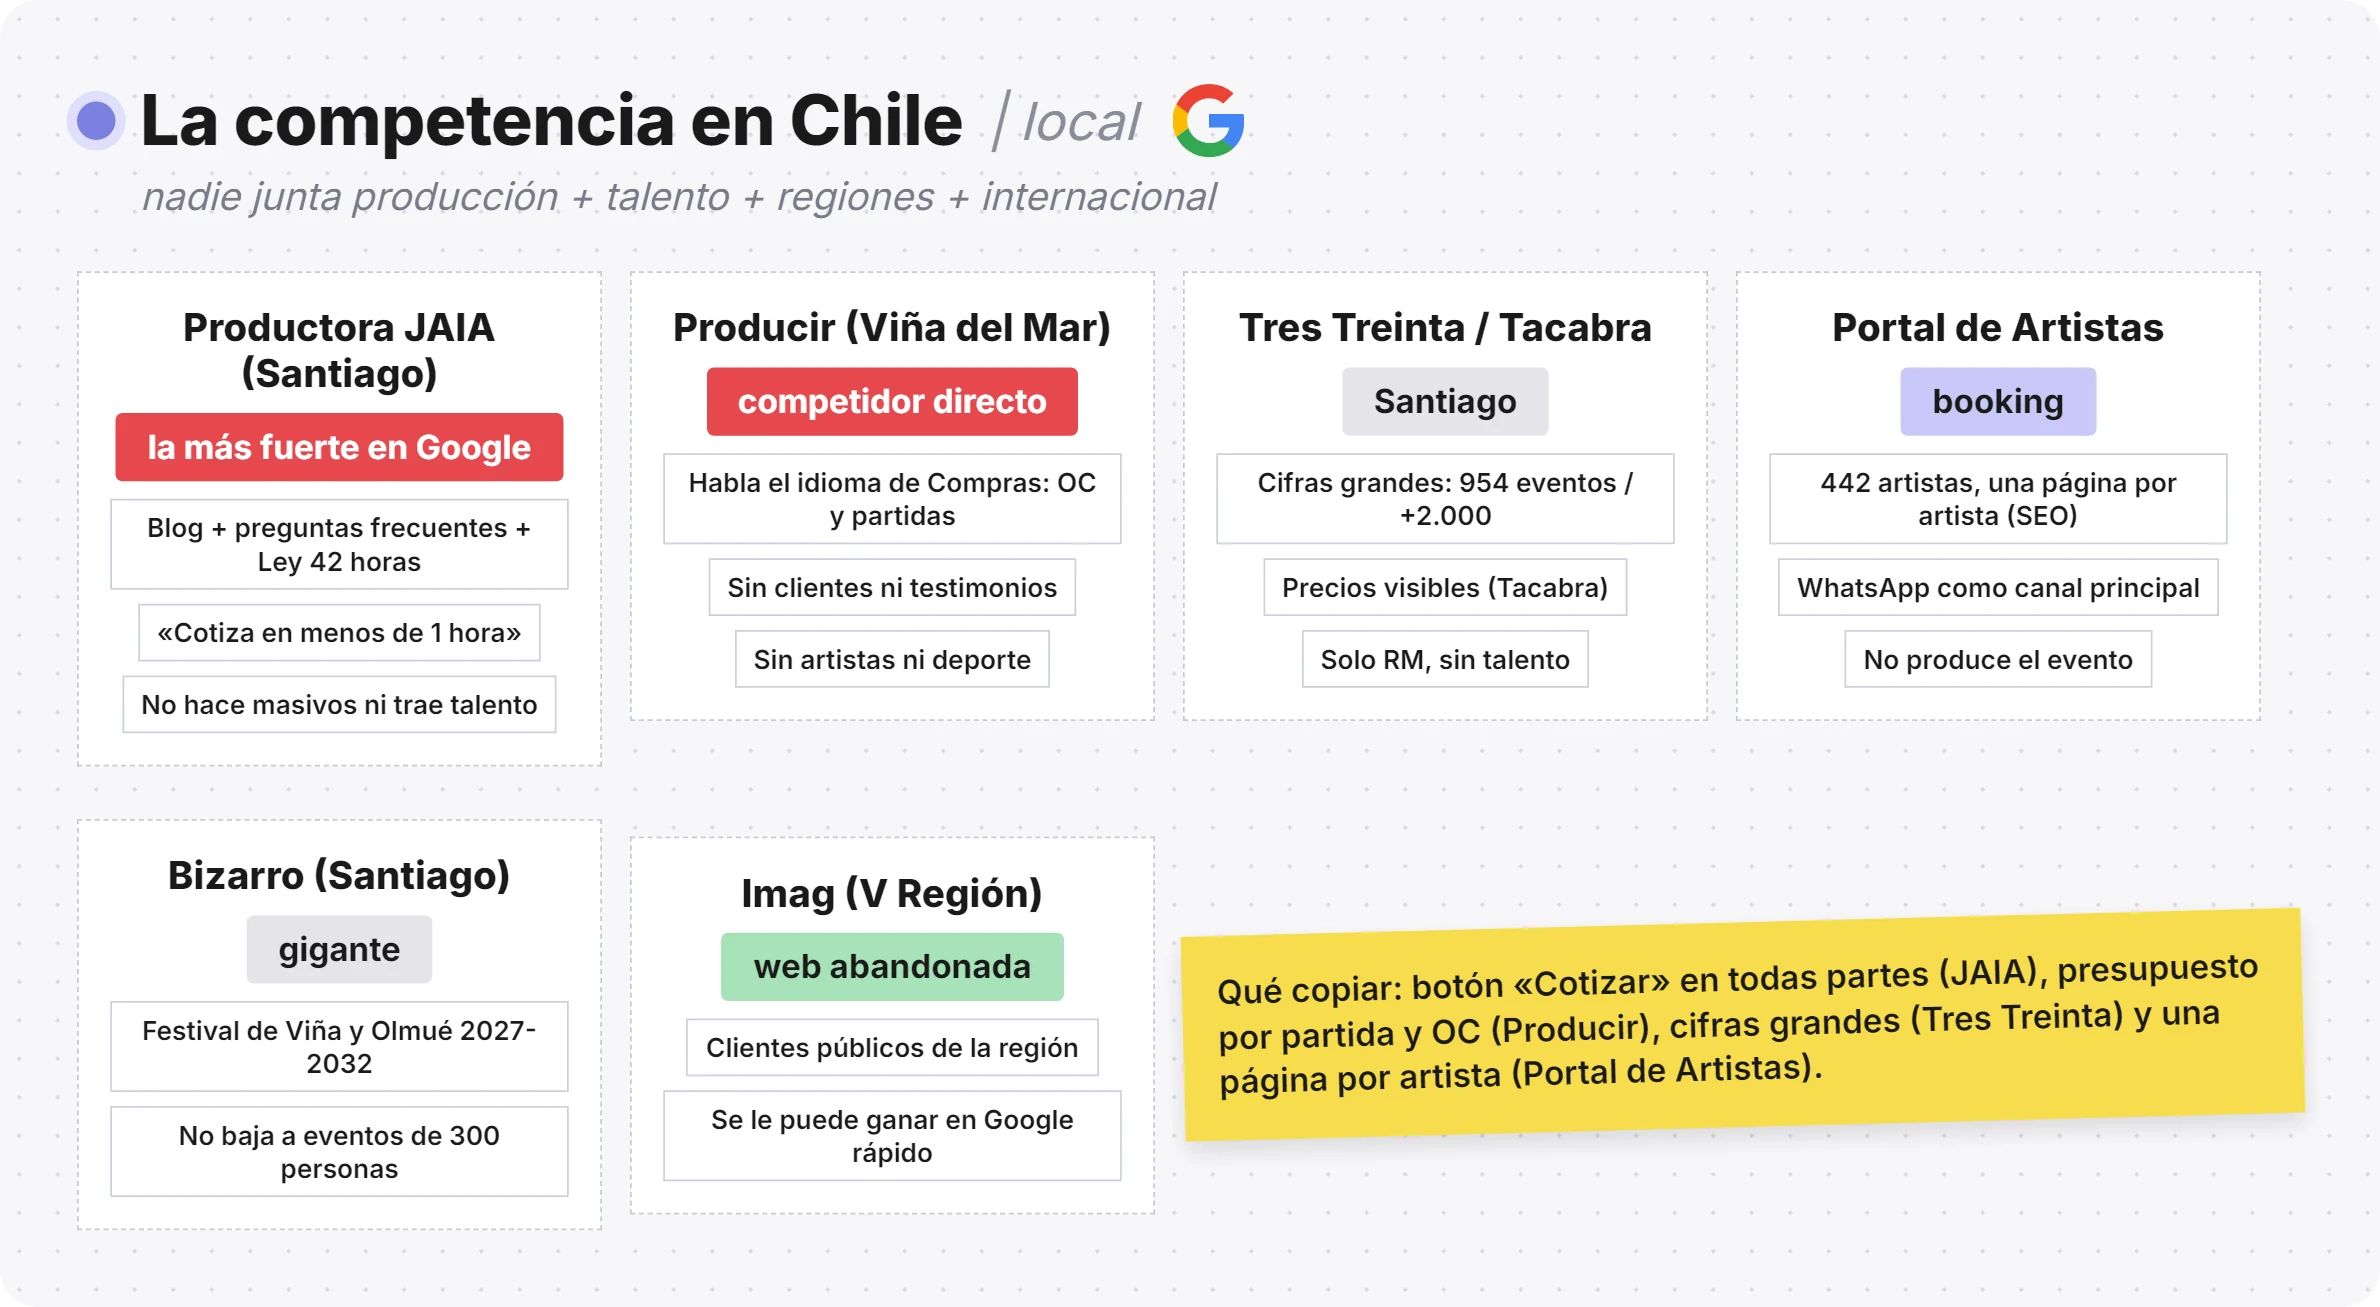 La competencia en Chile | local
nadie junta producción + talento + regiones + internacional
Productora JAIA
(Santiago)
la más fuerte en Google
Blog + preguntas frecuentes +
Ley 42 horas
«Cotiza en menos de 1 hora»
No hace masivos ni trae talento
Producir (Viña del Mar)
competidor directo
Habla el idioma de Compras: OC
y partidas
Sin clientes ni testimonios
Sin artistas ni deporte
Tres Treinta / Tacabra
Santiago
Cifras grandes: 954 eventos /
+2.000
Precios visibles (Tacabra)
Solo RM, sin talento
Portal de Artistas
booking
442 artistas, una página por
artista (SEO)
WhatsApp como canal principal
No produce el evento
Bizarro (Santiago)
gigante
Festival de Viña y Olmué 2027-
2032
No baja a eventos de 300
personas
Imag (V Región)
web abandonada
Clientes públicos de la región
Se le puede ganar en Google
rápido
Qué copiar: botón «Cotizar» en todas partes (JAIA), presupuesto
por partida y OC (Producir), cifras grandes (Tres Treinta) y una
página por artista (Portal de Artistas).